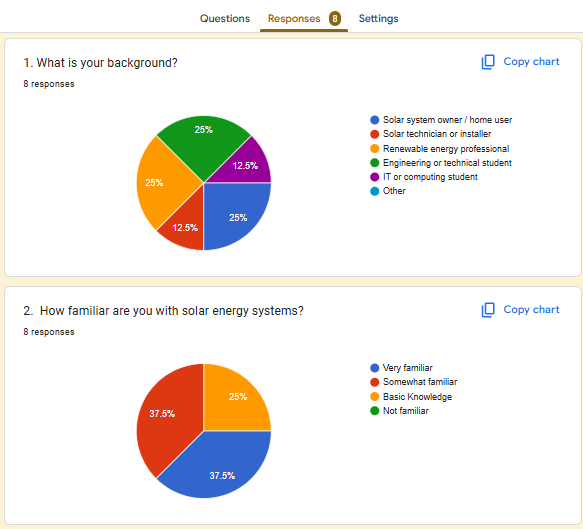 Questions Responses 8 Settings
1. What is your background?
Copy chart
8 responses
25%
12.5%
25%
25%
12.5%
Solar system owner / home user
Solar technician or installer
Renewable energy professional
Engineering or technical student
IT or computing student
Other
2. How familiar are you with solar energy systems?
Copy chart
8 responses
25%
37.5%
37.5%
Very familiar
Somewhat familiar
Basic Knowledge
Not familiar